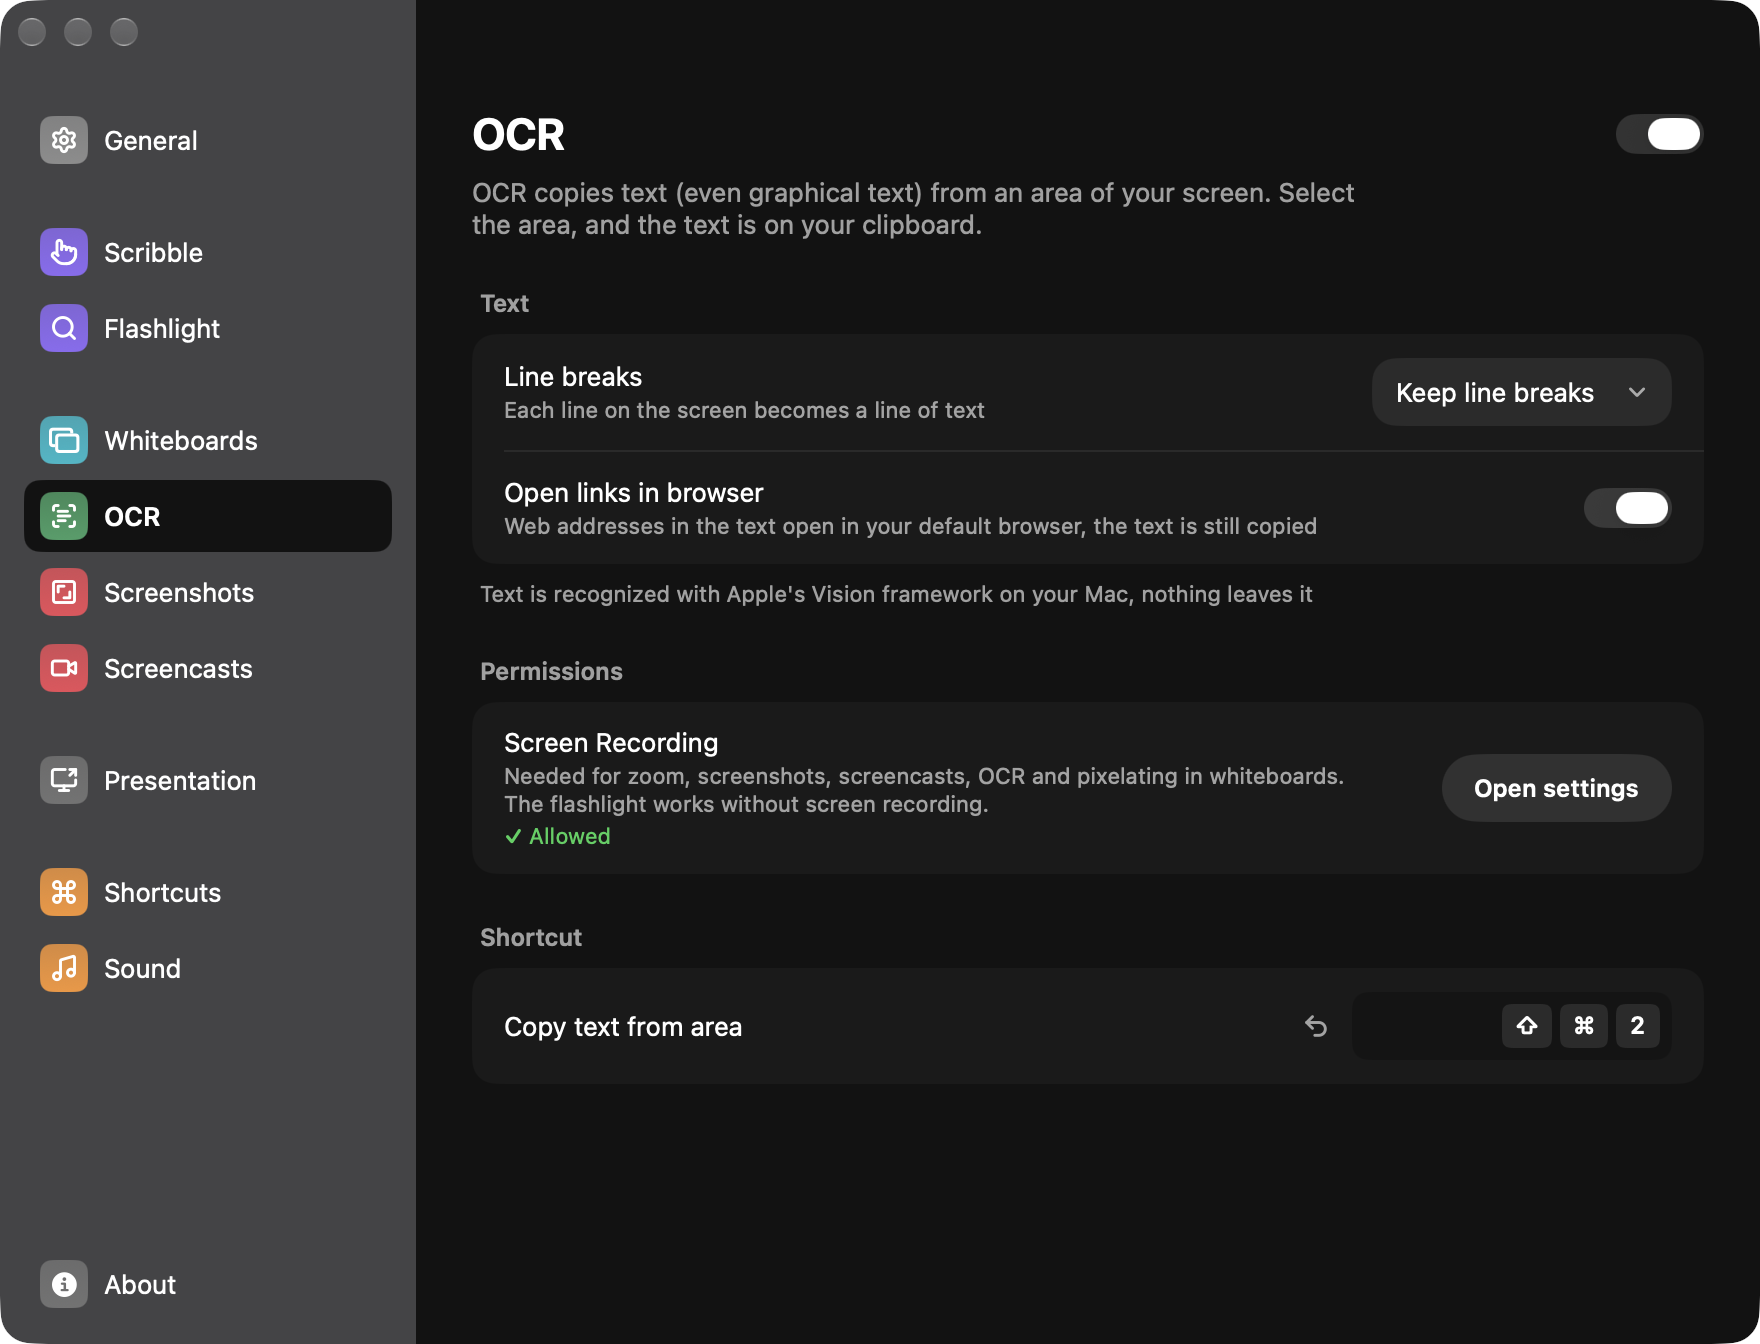 General
Scribble
Flashlight
Whiteboards
OCR
Screenshots
Screencasts
Presentation
Shortcuts
Sound
About
OCR
OCR copies text (even graphical text) from an area of your screen. Select
the area, and the text is on your clipboard.
Text
Line breaks
Each line on the screen becomes a line of text
Keep line breaks
Open links in browser
Web addresses in the text open in your default browser, the text is still copied
Text is recognized with Apple's Vision framework on your Mac, nothing leaves it
Permissions
Screen Recording
Needed for zoom, screenshots, screencasts, OCR and pixelating in whiteboards.
The flashlight works without screen recording.
✓ Allowed
Open settings
Shortcut
Copy text from area
⇧ ⌘ 2